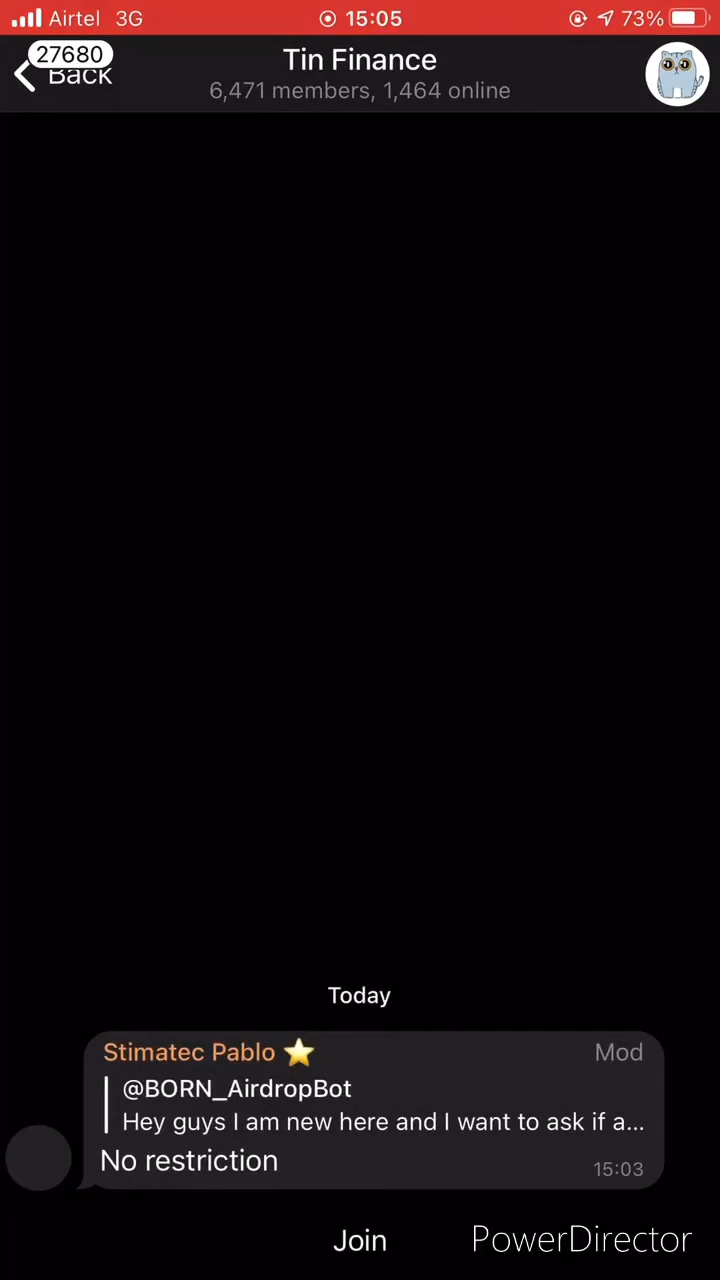 Airtel 3G 15:05 73%
27680
Back
Tin Finance
6,471 members, 1,464 online
Today
Stimatec Pablo ⭐ Mod
@BORN_AirdropBot
Hey guys I am new here and I want to ask if a...
No restriction
15:03
Join
PowerDirector